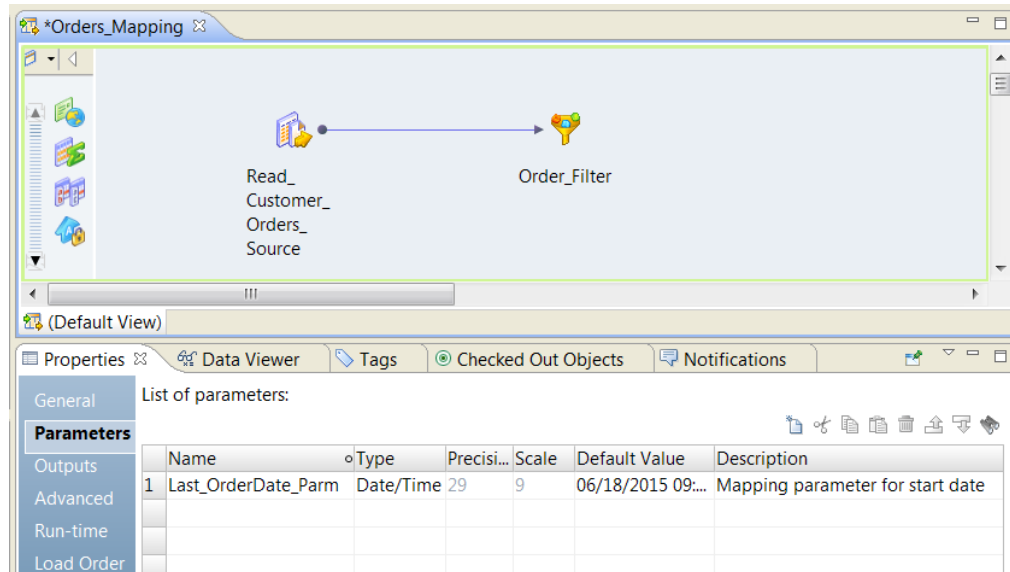 *Orders_Mapping
Read_
Customer_
Orders_
Source
Order_Filter
(Default View)
Properties Data Viewer Tags Checked Out Objects Notifications
General
Parameters
Outputs
Advanced
Run-time
Load Order
List of parameters:
Name Type Precisi... Scale Default Value Description
1 Last_OrderDate_Parm Date/Time 29 9 06/18/2015 09:... Mapping parameter for start date